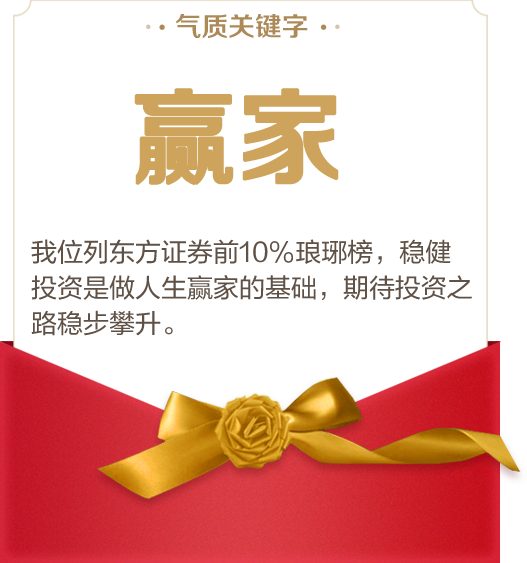 气质关键字
赢家
我位列东方证券前10%琅琊榜，稳健
投资是做人生赢家的基础，期待投资之
路稳步攀升。